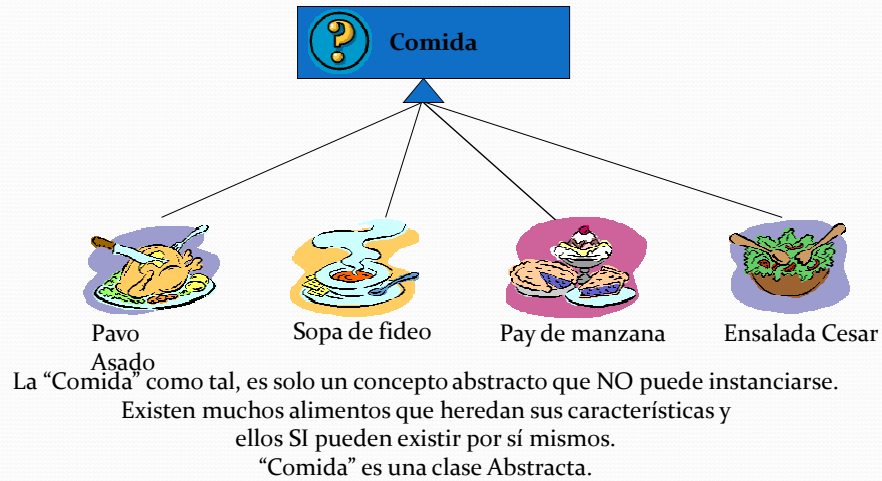 Comida
Pavo
Asado
Sopa de fideo
Pay de manzana
Ensalada Cesar
La “Comida” como tal, es solo un concepto abstracto que NO puede instanciarse.
Existen muchos alimentos que heredan sus características y
ellos SI pueden existir por sí mismos.
“Comida” es una clase Abstracta.